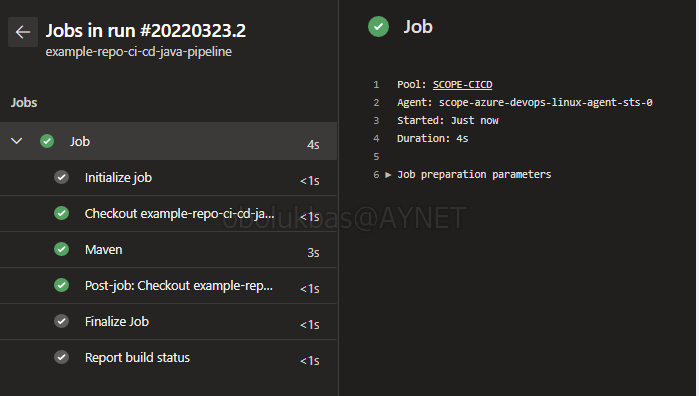 Jobs in run #20220323.2
example-repo-ci-cd-java-pipeline
Jobs
Job 4s
Initialize job <1s
Checkout example-repo-ci-cd-ja... <1s
Maven 3s
Post-job: Checkout example-rep... <1s
Finalize Job <1s
Report build status <1s
Job
1 Pool: SCOPE-CICD
2 Agent: scope-azure-devops-linux-agent-sts-0
3 Started: Just now
4 Duration: 4s
5
6 ▶ Job preparation parameters
obolukbas@AYNET